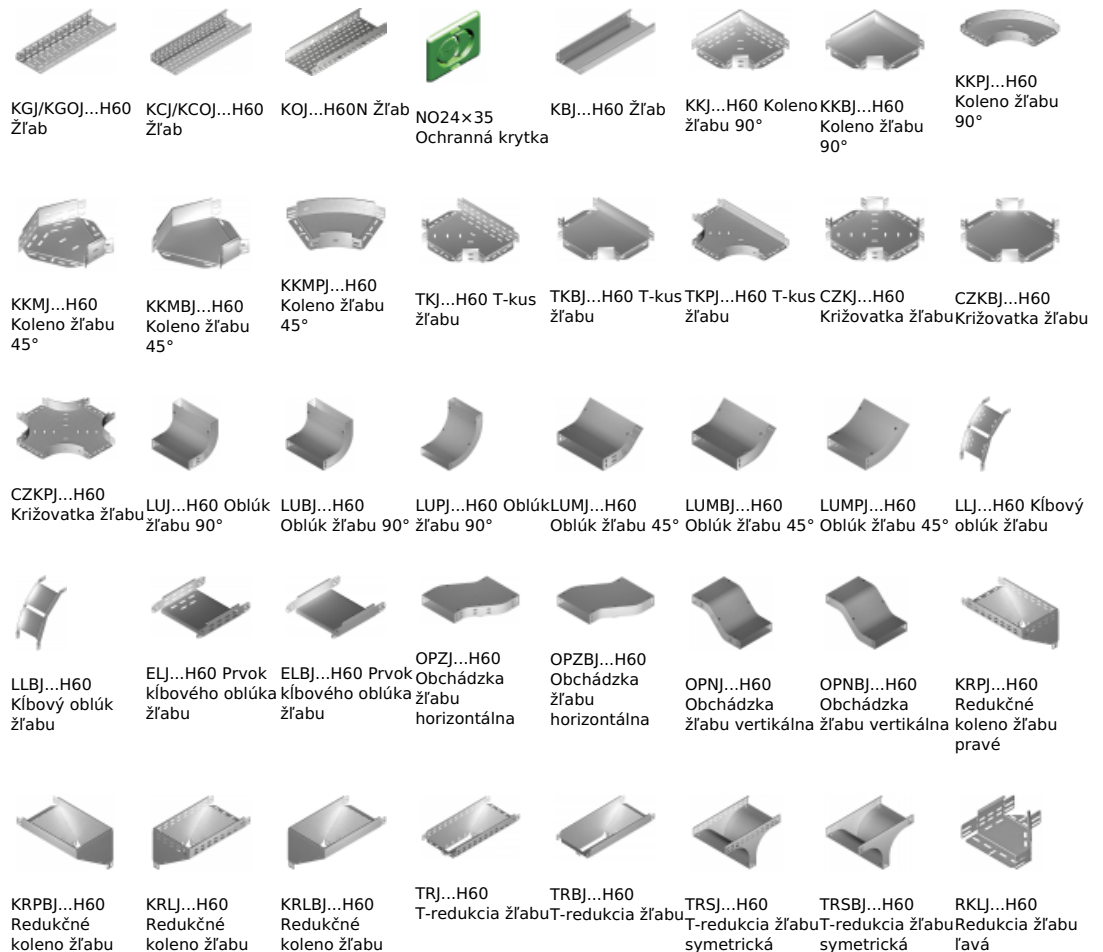 KGJ/KGOJ...H60
Žľab
KCJ/KCOJ...H60
Žľab
KOJ...H60N Žľab
NO24×35
Ochranná krytka
KBJ...H60 Žľab
KKJ...H60 Koleno
žľabu 90°
KKBJ...H60
Koleno žľabu
90°
KKPJ...H60
Koleno žľabu
90°
KKMJ...H60
Koleno žľabu
45°
KKMBJ...H60
Koleno žľabu
45°
KKMPJ...H60
Koleno žľabu
45°
TKJ...H60 T-kus
žľabu
TKBJ...H60 T-kus
žľabu
TKPJ...H60 T-kus
žľabu
CZKJ...H60
Križovatka žľabu
CZKBJ...H60
Križovatka žľabu
CZKPJ...H60
Križovatka žľabu
LUJ...H60 Oblúk
žľabu 90°
LUBJ...H60
Oblúk žľabu 90°
LUPJ...H60 Oblúk
žľabu 90°
LUMJ...H60
Oblúk žľabu 45°
LUMBJ...H60
Oblúk žľabu 45°
LUMPJ...H60
Oblúk žľabu 45°
LLJ...H60 Kĺbový
oblúk žľabu
LLBJ...H60
Kĺbový oblúk
žľabu
ELJ...H60 Prvok
kĺbového oblúka
žľabu
ELBJ...H60 Prvok
kĺbového oblúka
žľabu
OPZJ...H60
Obchádzka
žľabu
horizontálna
OPZBJ...H60
Obchádzka
žľabu
horizontálna
OPNJ...H60
Obchádzka
žľabu vertikálna
OPNBJ...H60
Obchádzka
žľabu vertikálna
KRPJ...H60
Redukčné
koleno žľabu
pravé
KRPBJ...H60
Redukčné
koleno žľabu
KRLJ...H60
Redukčné
koleno žľabu
KRLBJ...H60
Redukčné
koleno žľabu
TRJ...H60
T-redukcia žľabu
TRBJ...H60
T-redukcia žľabu
TRSJ...H60
T-redukcia žľabu
symetrická
TRSBJ...H60
T-redukcia žľabu
symetrická
RKLJ...H60
Redukcia žľabu
ľavá